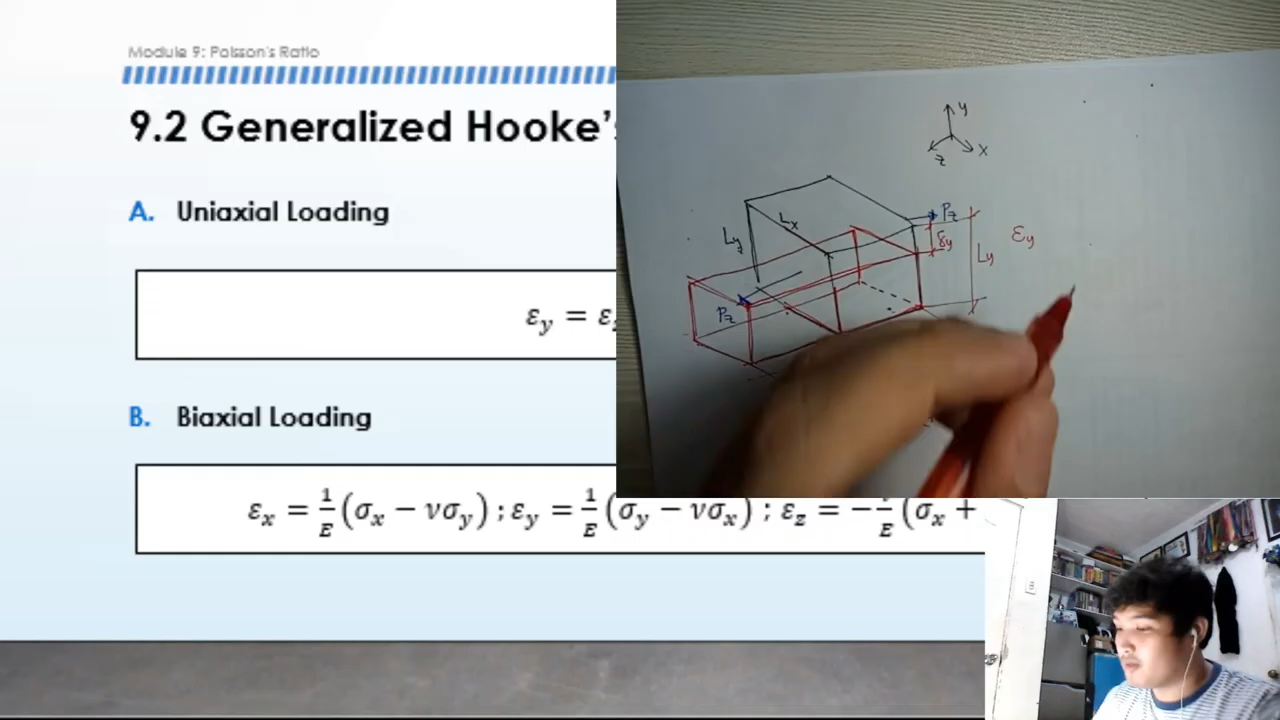 Module 9: Poisson's Ratio
9.2 Generalized Hooke's
A. Uniaxial Loading
εy = ε
B. Biaxial Loading
εx = 1/E (σx − νσy) ; εy = 1/E (σy − νσx) ; εz = − /E (σx +
y
x
z
Pz
Lx
Ly
δy
Ly
εy
Pz